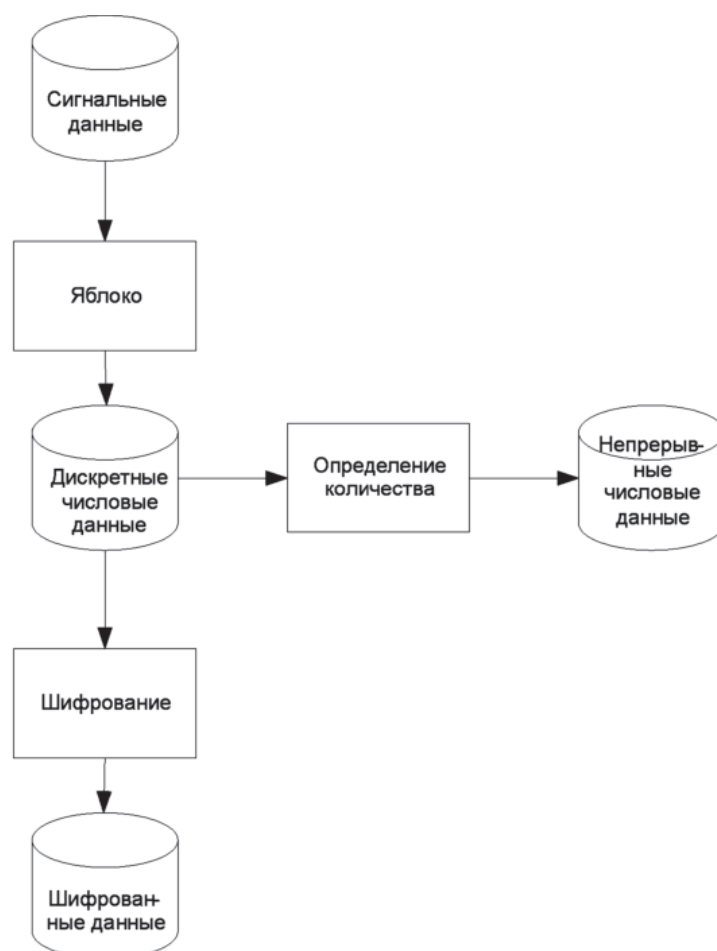 Сигнальные
данные
Яблоко
Дискретные
числовые
данные
Определение
количества
Непрерыв-
ные
числовые
данные
Шифрование
Шифрован-
ные данные